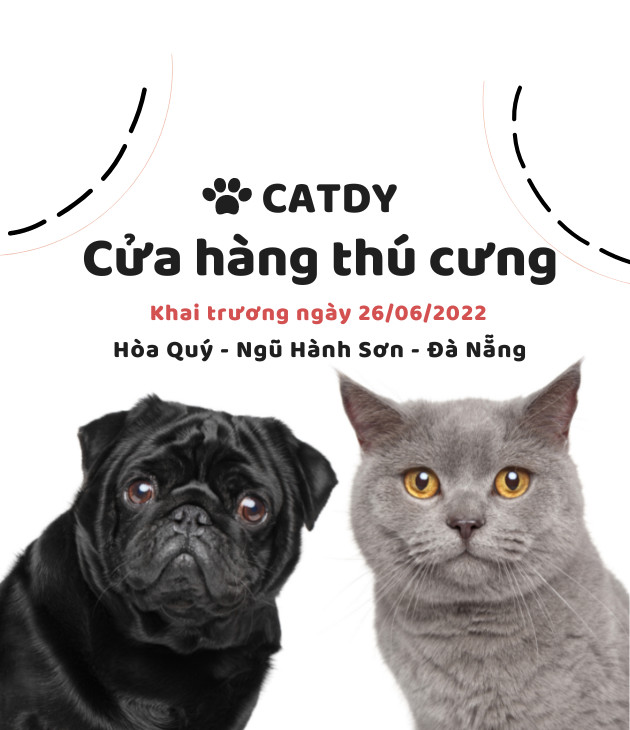 CATDY
Cửa hàng thú cưng
Khai trương ngày 26/06/2022
Hòa Quý - Ngũ Hành Sơn - Đà Nẵng